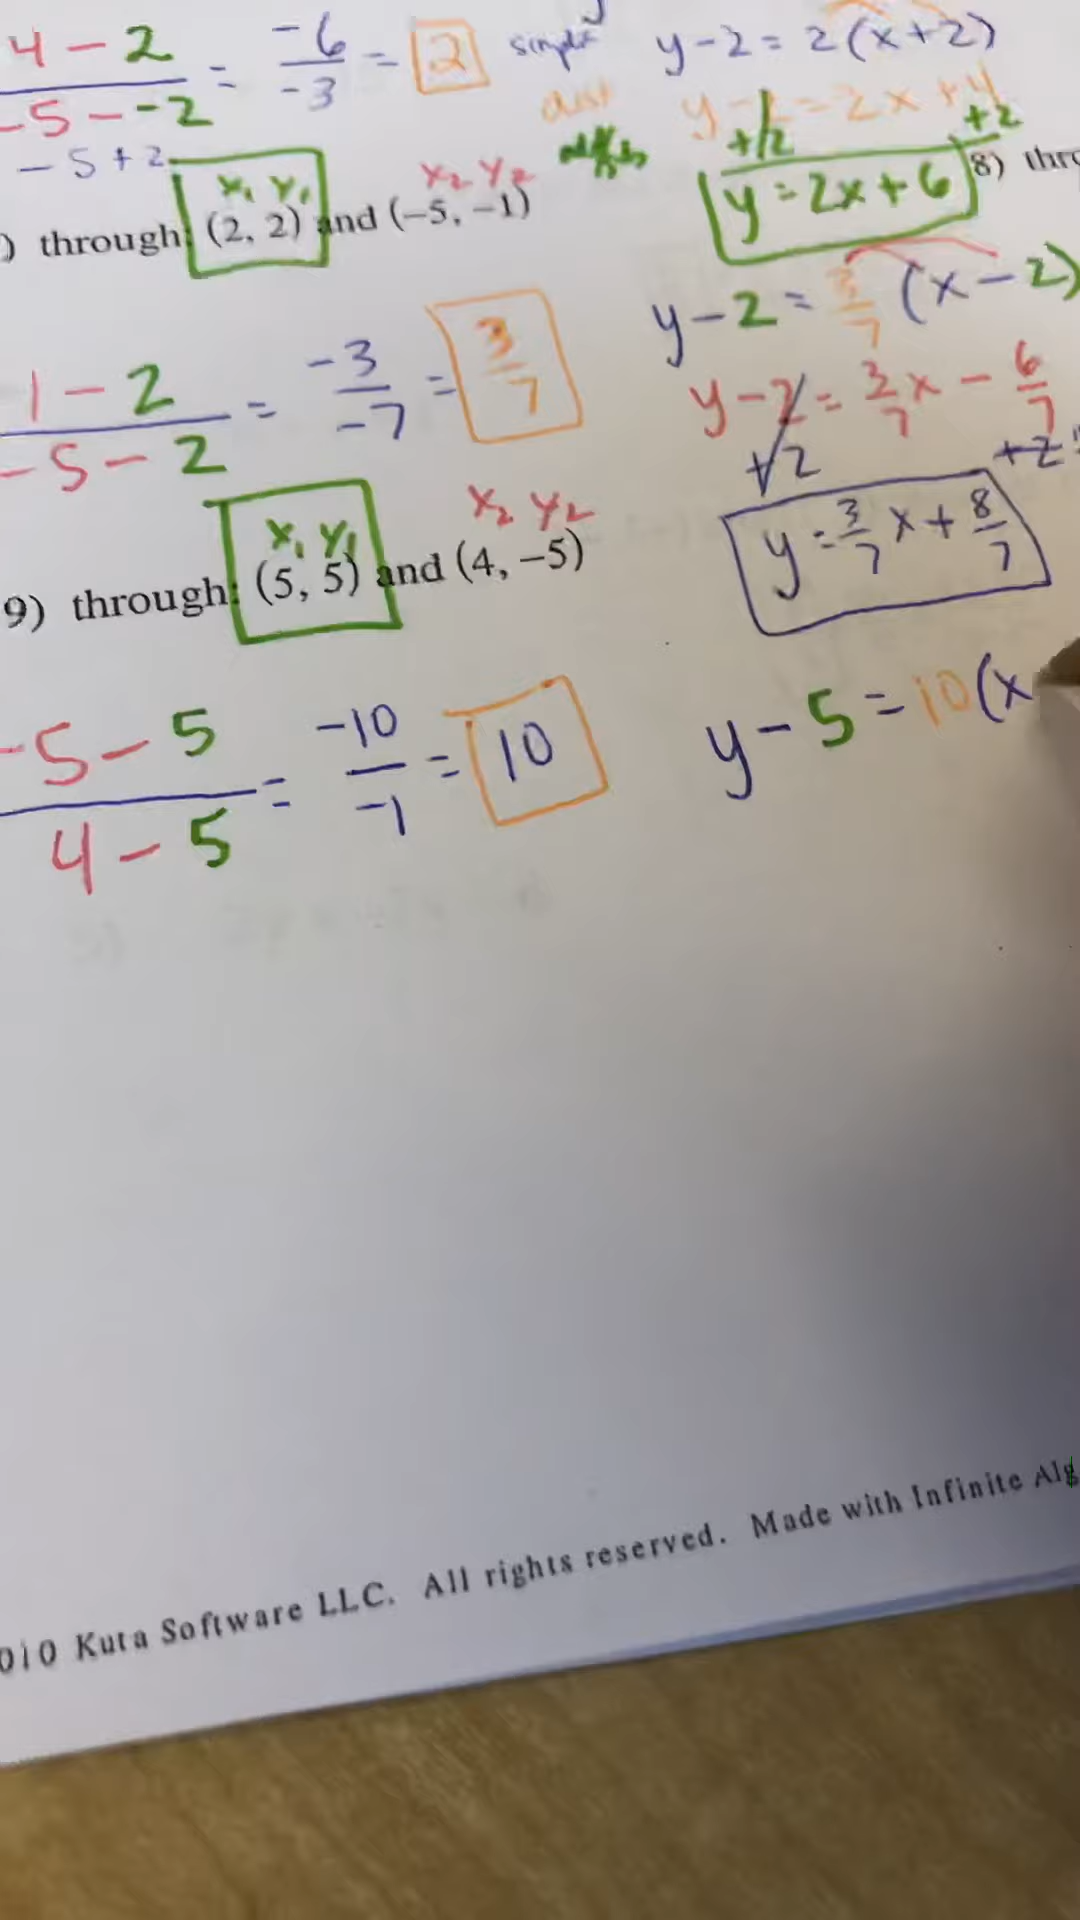 4 - 2 / -5 - -2 = -6 / -3 = 2
y - 2 = 2 (x+2)
-5 + 2
= 2x + 4
+2 +2
y = 2x + 6
x₁ y₁ x₂ y₂
) through: (2, 2) and (−5, −1)
8)
1 - 2 / -5 - 2 = -3 / -7 = 3/7
y - 2 = 3/7 (x - 2)
y - 2 = 3/7 x - 6/7
+2 +2
y = 3/7 x + 8/7
x₁ y₁ x₂ y₂
9) through: (5, 5) and (4, −5)
-5 - 5 / 4 - 5 = -10 / -1 = 10
y - 5 = 10 (x
010 Kuta Software LLC. All rights reserved. Made with Infinite Alg